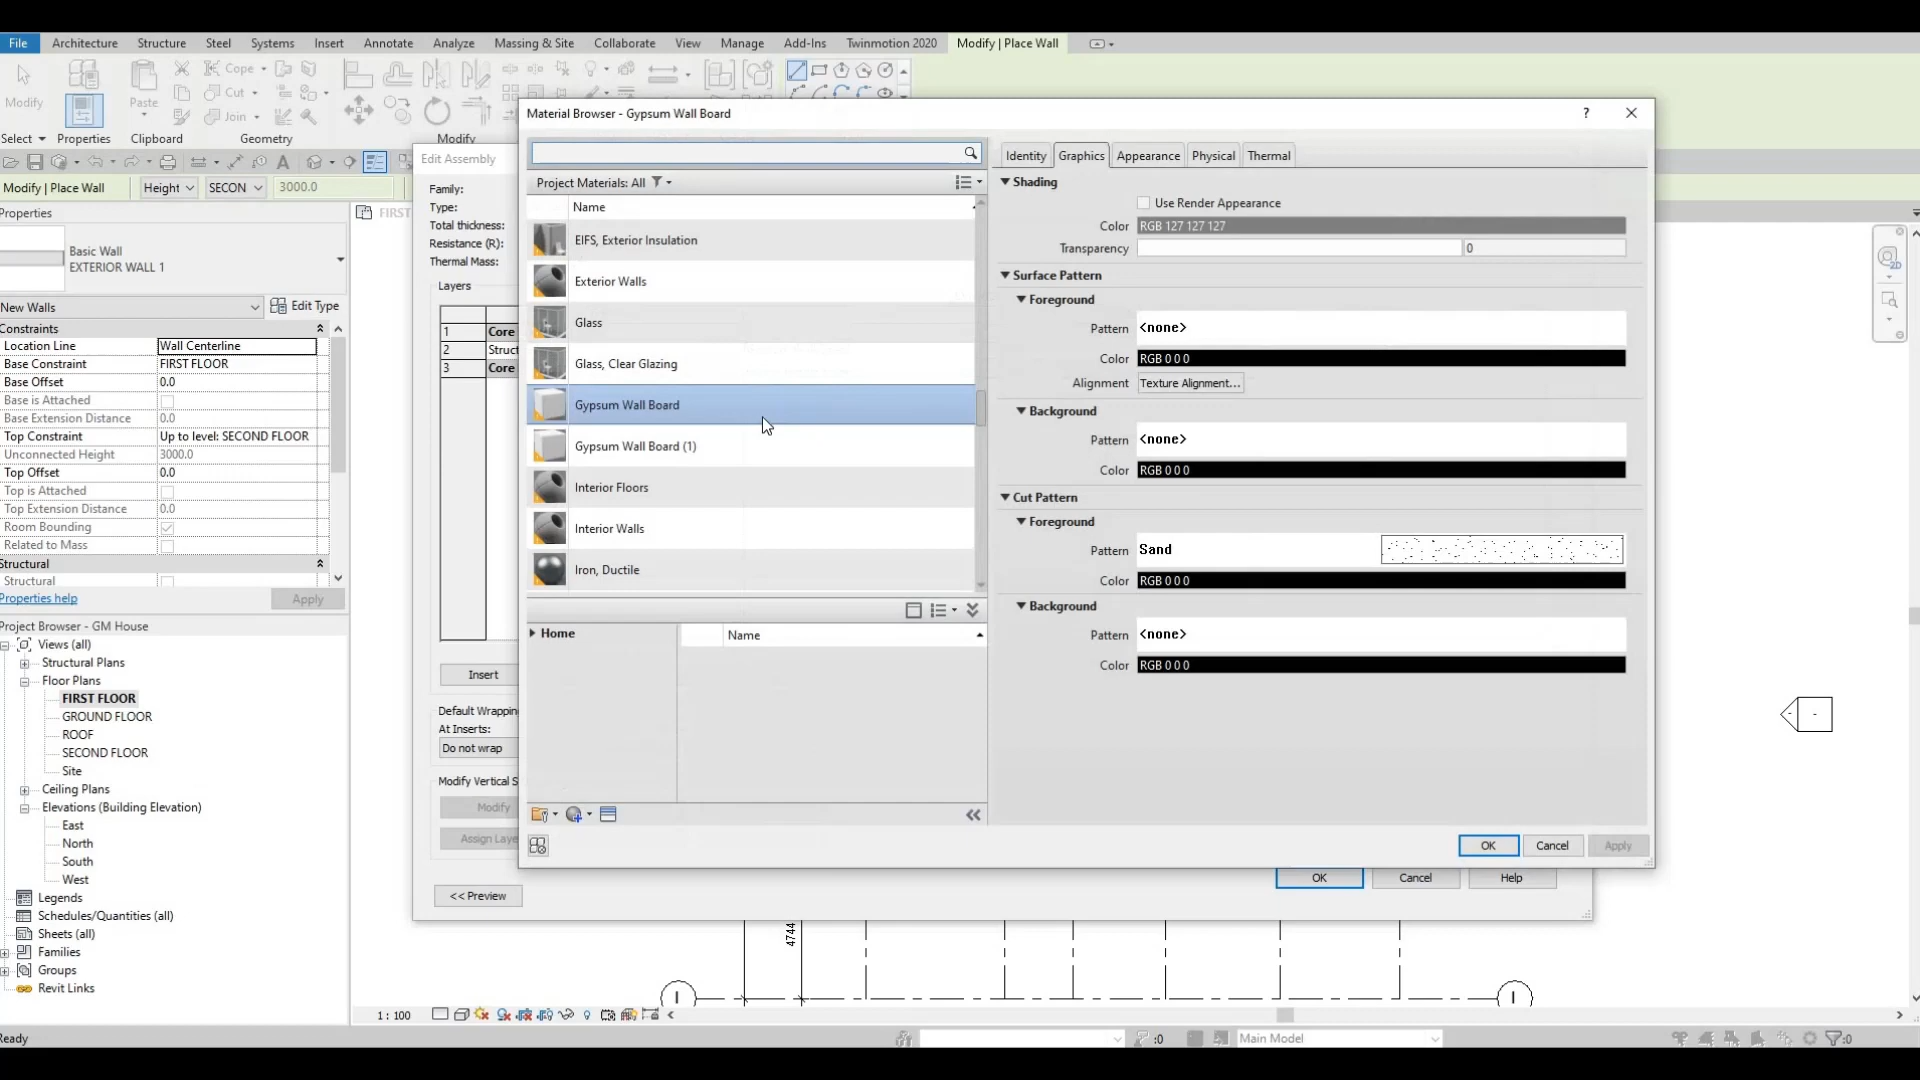 File Architecture Structure Steel Systems Insert Annotate Analyze Massing & Site Collaborate View Manage Add-Ins Twinmotion 2020 Modify | Place Wall
Modify Paste Cope Cut Join
Select Properties Clipboard Geometry Modify
Modify | Place Wall Height SECON 3000.0
Properties
Basic Wall
EXTERIOR WALL 1
New Walls Edit Type
Constraints
Location Line Wall Centerline
Base Constraint FIRST FLOOR
Base Offset 0.0
Base is Attached
Base Extension Distance 0.0
Top Constraint Up to level: SECOND FLOOR
Unconnected Height 3000.0
Top Offset 0.0
Top is Attached
Top Extension Distance 0.0
Room Bounding
Related to Mass
Structural
Structural
Properties help Apply
Project Browser - GM House
Views (all)
Structural Plans
Floor Plans
FIRST FLOOR
GROUND FLOOR
ROOF
SECOND FLOOR
Site
Ceiling Plans
Elevations (Building Elevation)
East
North
South
West
Legends
Schedules/Quantities (all)
Sheets (all)
Families
Groups
Revit Links
FIRST
Edit Assembly
Family:
Type:
Total thickness:
Resistance (R):
Thermal Mass:
Layers
1 Core
2 Struct
3 Core
Insert
Default Wrapping
At Inserts:
Do not wrap
Modify Vertical S
Modify
Assign Laye
<< Preview
OK Cancel Help
Material Browser - Gypsum Wall Board ?
Project Materials: All
Name
EIFS, Exterior Insulation
Exterior Walls
Glass
Glass, Clear Glazing
Gypsum Wall Board
Gypsum Wall Board (1)
Interior Floors
Interior Walls
Iron, Ductile
Home Name
Identity Graphics Appearance Physical Thermal
Shading
Use Render Appearance
Color RGB 127 127 127
Transparency 0
Surface Pattern
Foreground
Pattern <none>
Color RGB 0 0 0
Alignment Texture Alignment...
Background
Pattern <none>
Color RGB 0 0 0
Cut Pattern
Foreground
Pattern Sand
Color RGB 0 0 0
Background
Pattern <none>
Color RGB 0 0 0
OK Cancel Apply
2D
4744
I I
1 : 100
Ready :0 Main Model :0